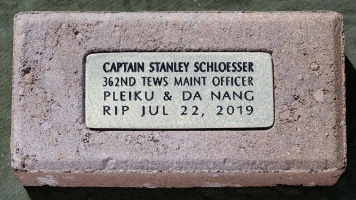 CAPTAIN STANLEY SCHLOESSER
362ND TEWS MAINT OFFICER
PLEIKU & DA NANG
RIP JUL 22, 2019